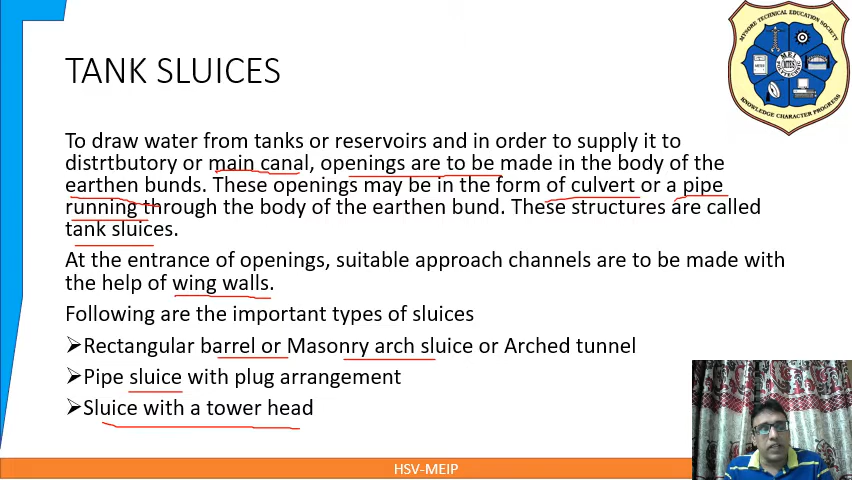 TANK SLUICES
To draw water from tanks or reservoirs and in order to supply it to
distrtbutory or main canal, openings are to be made in the body of the
earthen bunds. These openings may be in the form of culvert or a pipe
running through the body of the earthen bund. These structures are called
tank sluices.
At the entrance of openings, suitable approach channels are to be made with
the help of wing walls.
Following are the important types of sluices
➢Rectangular barrel or Masonry arch sluice or Arched tunnel
➢Pipe sluice with plug arrangement
➢Sluice with a tower head
HSV-MEIP
MYSORE TECHNICAL EDUCATION SOCIETY
KNOWLEDGE CHARACTER PROGRESS